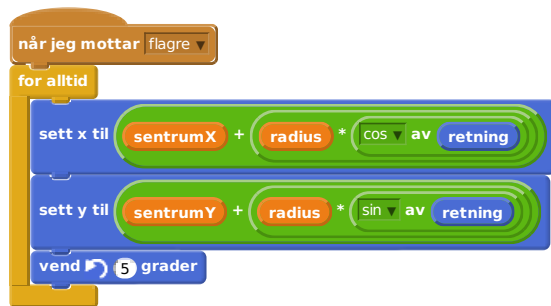 når jeg mottar flagre
for alltid
sett x til sentrumX + radius * cos av retning
sett y til sentrumY + radius * sin av retning
vend 5 grader